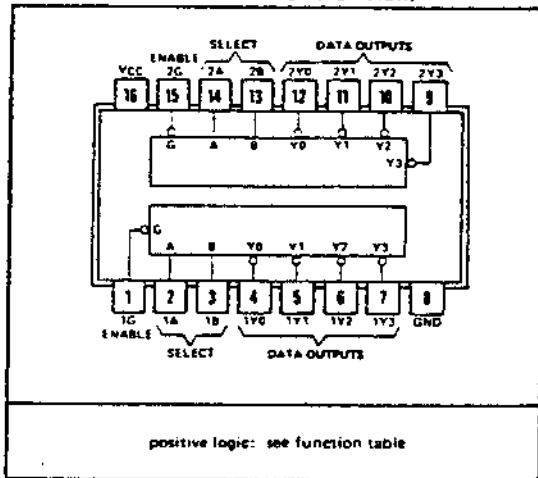 SELECT DATA OUTPUTS
ENABLE
VCC 2G 2A 2B 2Y0 2Y1 2Y2 2Y3
16 15 14 13 12 11 10 9
G A B Y0 Y1 Y2
Y3
G
A B Y0 Y1 Y2 Y3
1 2 3 4 5 6 7 8
1G 1A 1B 1Y0 1Y1 1Y2 1Y3 GND
ENABLE
SELECT DATA OUTPUTS
positive logic: see function table